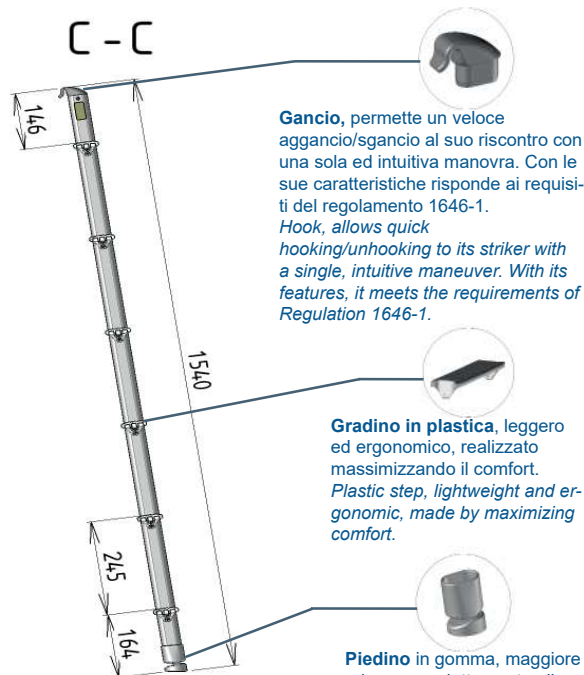 C - C
146
Gancio, permette un veloce
aggancio/sgancio al suo riscontro con
una sola ed intuitiva manovra. Con le
sue caratteristiche risponde ai requisi-
ti del regolamento 1646-1.
Hook, allows quick
hooking/unhooking to its striker with
a single, intuitive maneuver. With its
features, it meets the requirements of
Regulation 1646-1.
1540
Gradino in plastica, leggero
ed ergonomico, realizzato
massimizzando il comfort.
Plastic step, lightweight and er-
gonomic, made by maximizing
comfort.
245
164
Piedino in gomma, maggiore